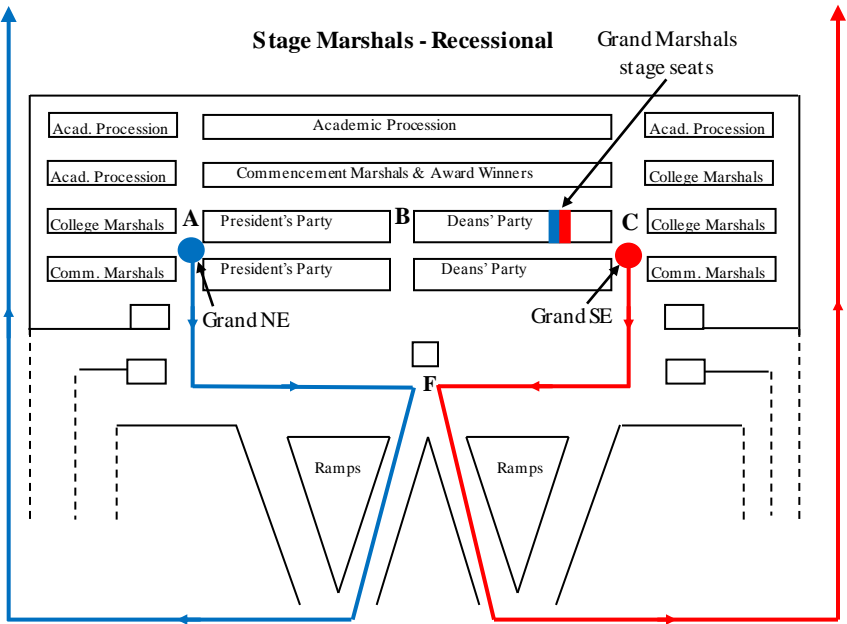 Stage Marshals - Recessional
Grand Marshals
stage seats
Acad. Procession
Academic Procession
Acad. Procession
Acad. Procession
Commencement Marshals & Award Winners
College Marshals
College Marshals
A
President's Party
B
Deans' Party
C
College Marshals
Comm. Marshals
President's Party
Deans' Party
Comm. Marshals
Grand NE
Grand SE
F
Ramps
Ramps